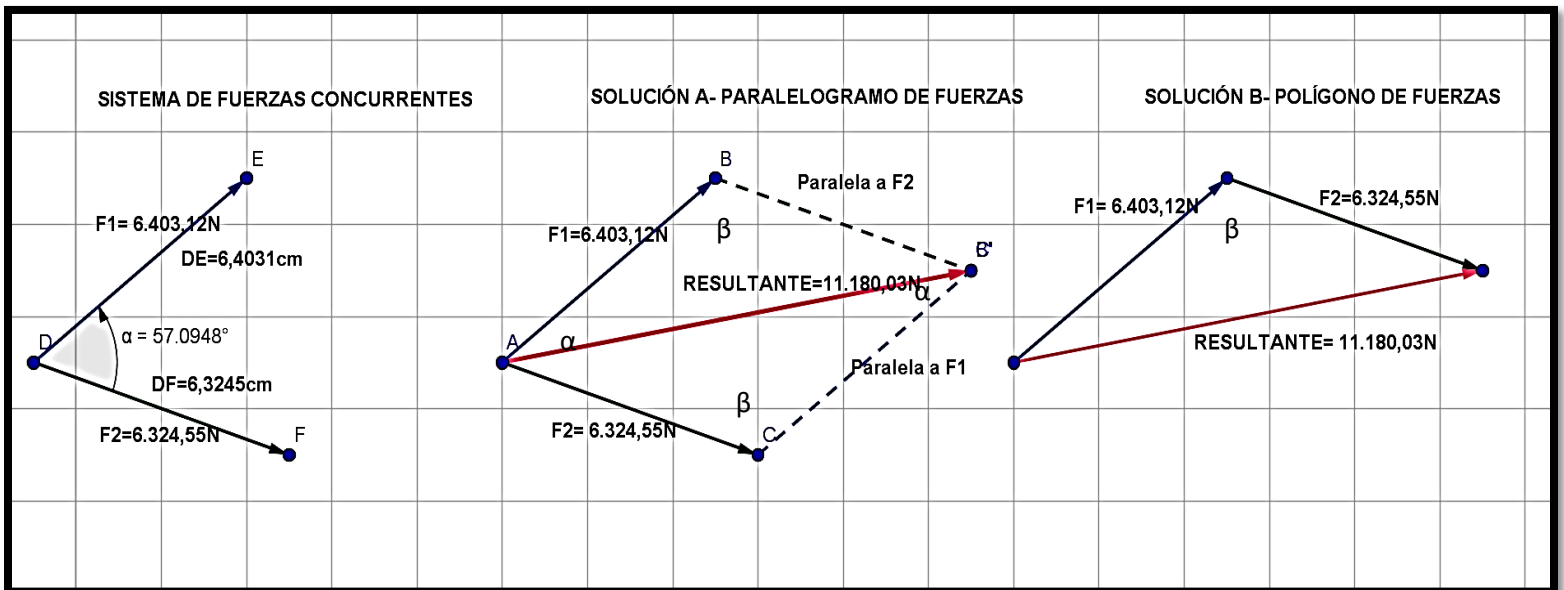 SISTEMA DE FUERZAS CONCURRENTES
E
F1= 6.403,12N
DE=6,4031cm
D
α = 57.0948°
DF=6,3245cm
F2=6.324,55N
F
SOLUCIÓN A- PARALELOGRAMO DE FUERZAS
B
Paralela a F2
F1=6.403,12N
β
RESULTANTE=11.180,03N
α
A
α
Paralela a F1
β
F2= 6.324,55N
C
SOLUCIÓN B- POLÍGONO DE FUERZAS
F1= 6.403,12N
F2=6.324,55N
β
RESULTANTE= 11.180,03N